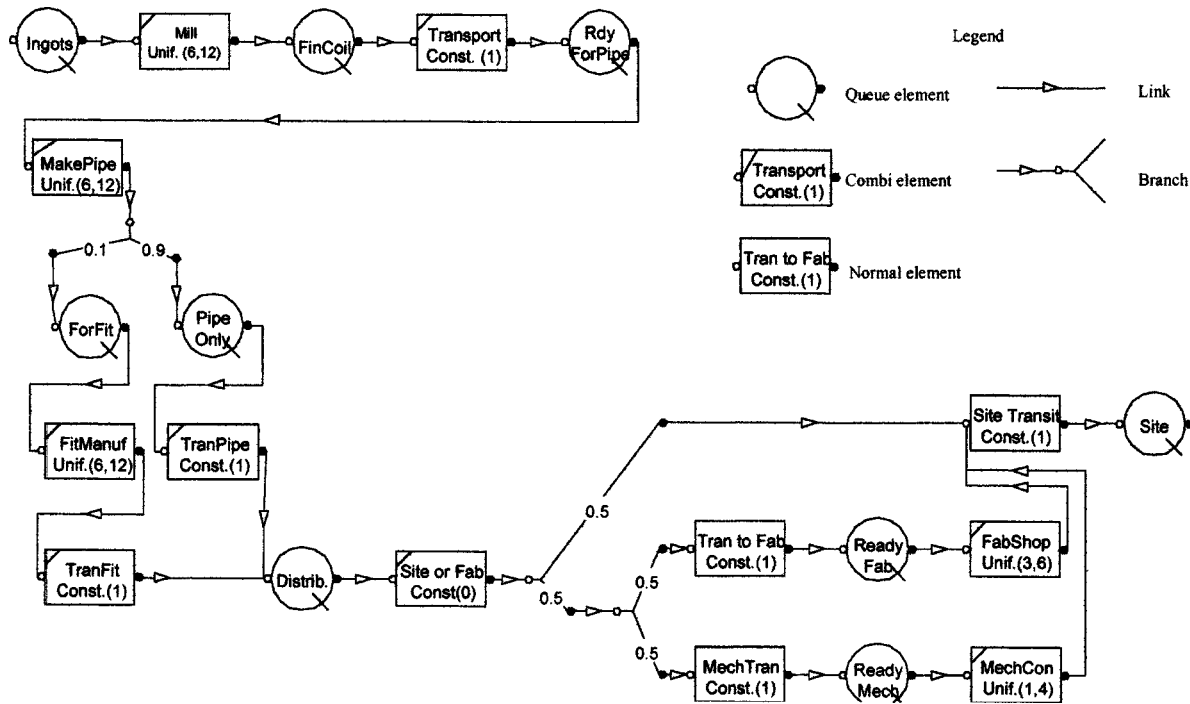 Ingots
Mill
Unif. (6,12)
FinCoil
Transport
Const. (1)
Rdy
ForPipe
Legend
Queue element
Link
Transport
Const.(1)
Combi element
Branch
Tran to Fab
Const.(1)
Normal element
MakePipe
Unif.(6,12)
0.1
0.9
ForFit
Pipe
Only
FitManuf
Unif.(6,12)
TranPipe
Const.(1)
TranFit
Const.(1)
Distrib.
Site or Fab
Const(0)
0.5
0.5
Site Transit
Const.(1)
Site
0.5
Tran to Fab
Const.(1)
Ready
Fab
FabShop
Unif.(3,6)
0.5
MechTran
Const.(1)
Ready
Mech
MechCon
Unif.(1,4)